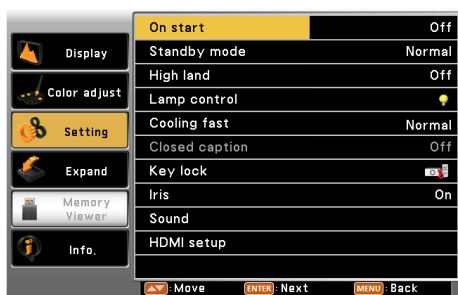 Display
Color adjust
Setting
Expand
Memory
Viewer
Info.
On start Off
Standby mode Normal
High land Off
Lamp control
Cooling fast Normal
Closed caption Off
Key lock
Iris On
Sound
HDMI setup
:Move ENTER :Next MENU :Back